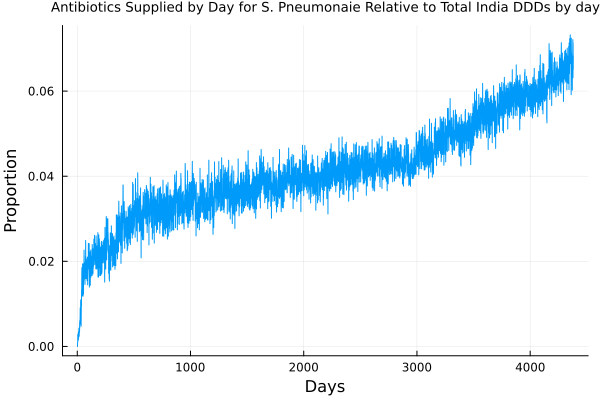 Antibiotics Supplied by Day for S. Pneumonaie Relative to Total India DDDs by day
0.06
0.04
0.02
0.00
Proportion
0 1000 2000 3000 4000
Days